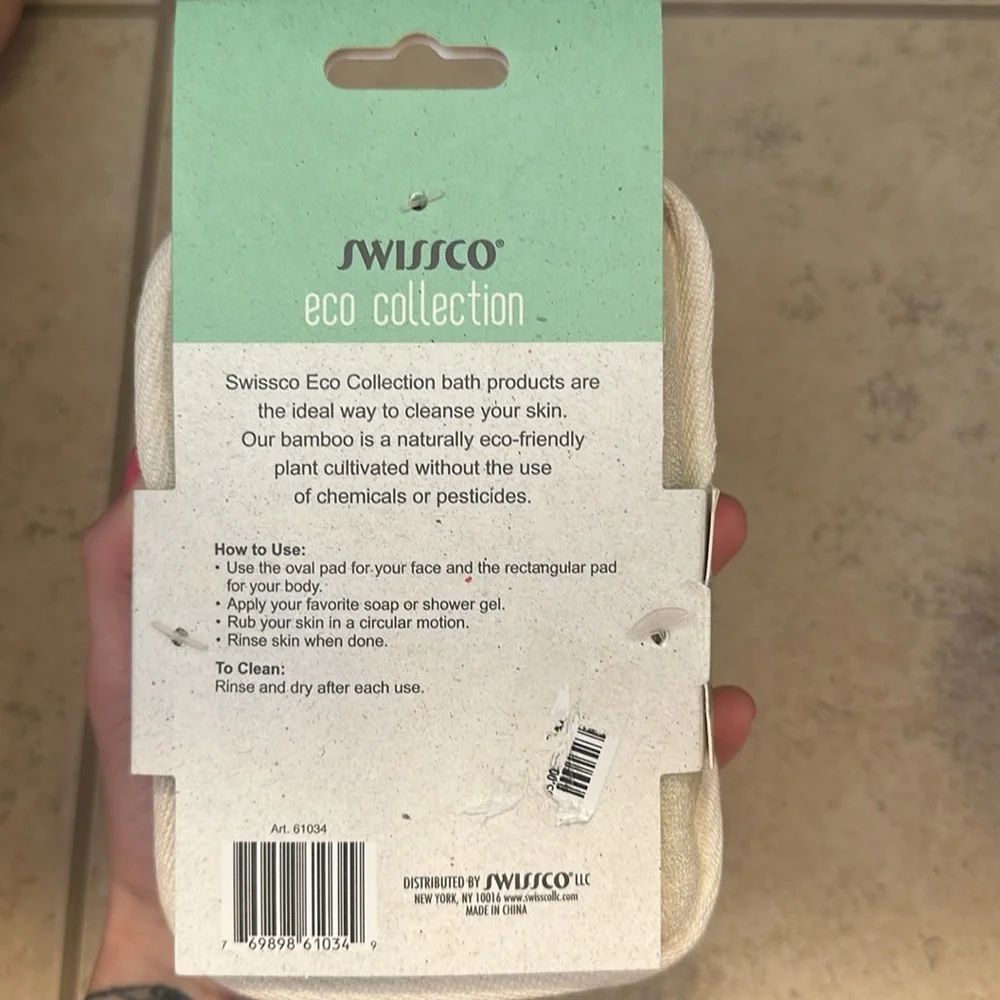 SWISSCO®
eco collection
Swissco Eco Collection bath products are
the ideal way to cleanse your skin.
Our bamboo is a naturally eco-friendly
plant cultivated without the use
of chemicals or pesticides.
How to Use:
• Use the oval pad for your face and the rectangular pad
for your body.
• Apply your favorite soap or shower gel.
• Rub your skin in a circular motion.
• Rinse skin when done.
To Clean:
Rinse and dry after each use.
Art. 61034
7 69898 61034 9
DISTRIBUTED BY SWISSCO® LLC
NEW YORK, NY 10016 www.swisscollc.com
MADE IN CHINA